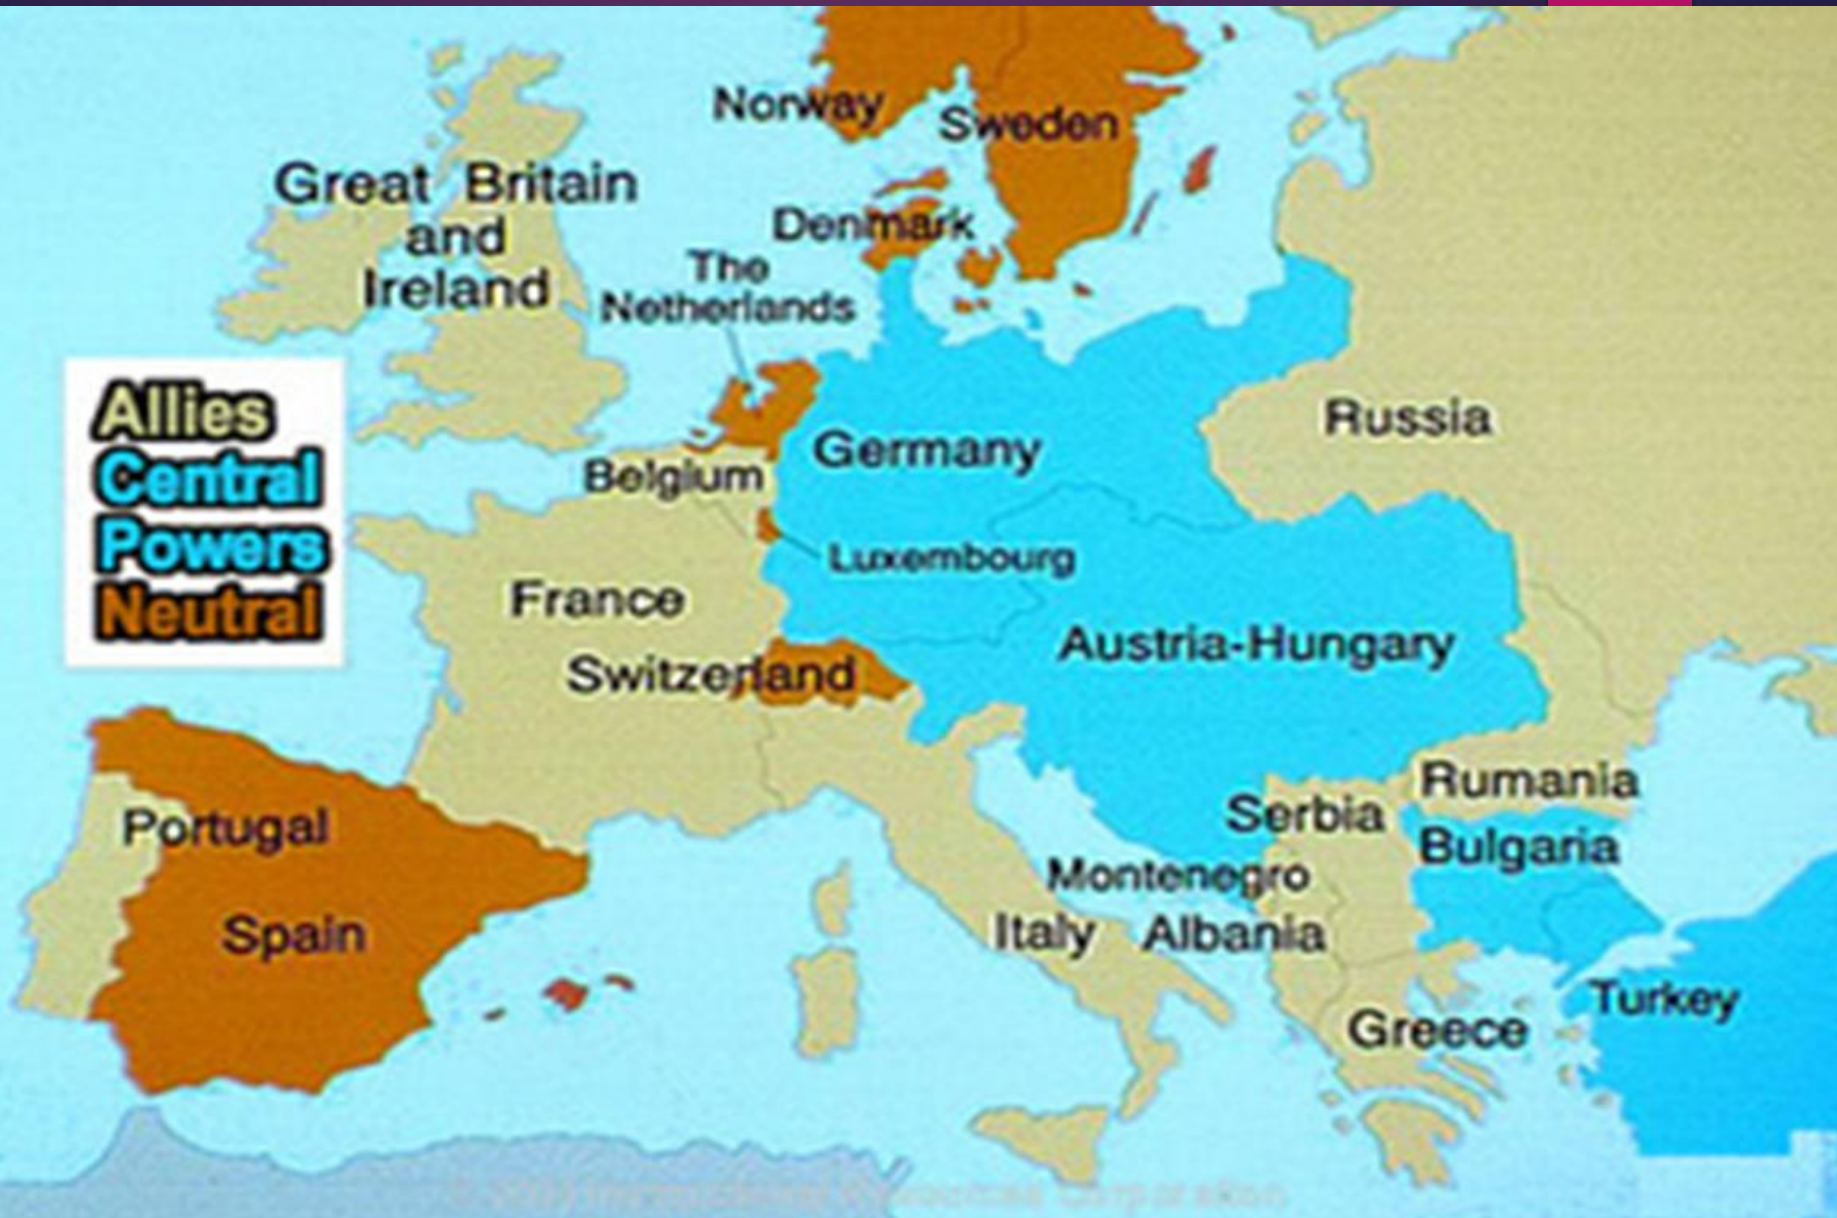 Norway
Sweden
Great Britain
and
Ireland
Denmark
The
Netherlands
Allies
Central
Powers
Neutral
Russia
Germany
Belgium
Luxembourg
France
Austria-Hungary
Switzerland
Rumania
Serbia
Portugal
Bulgaria
Montenegro
Italy
Albania
Spain
Turkey
Greece